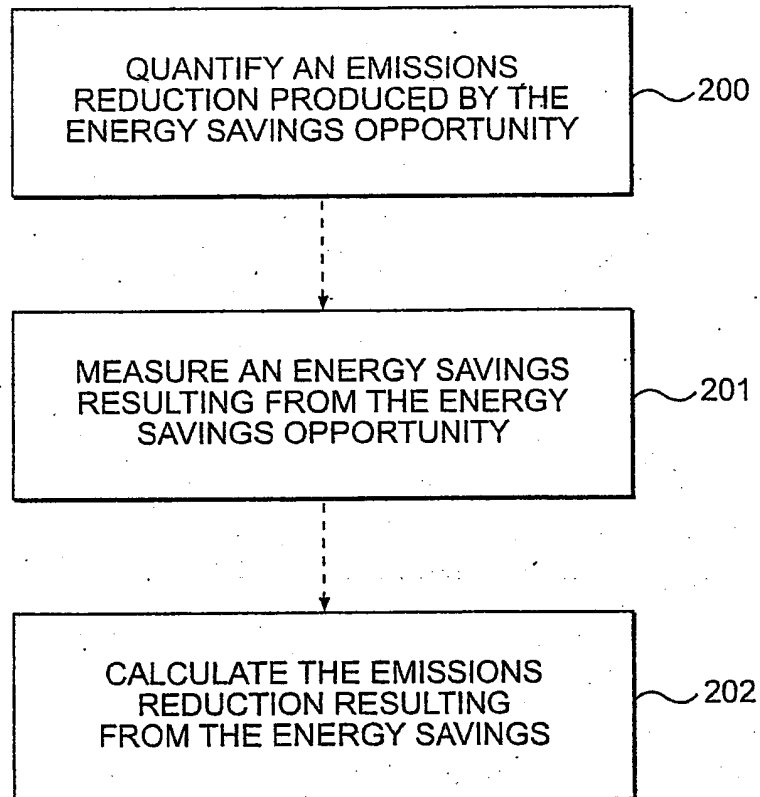 QUANTIFY AN EMISSIONS
REDUCTION PRODUCED BY THE
ENERGY SAVINGS OPPORTUNITY
200
MEASURE AN ENERGY SAVINGS
RESULTING FROM THE ENERGY
SAVINGS OPPORTUNITY
201
CALCULATE THE EMISSIONS
REDUCTION RESULTING
FROM THE ENERGY SAVINGS
202